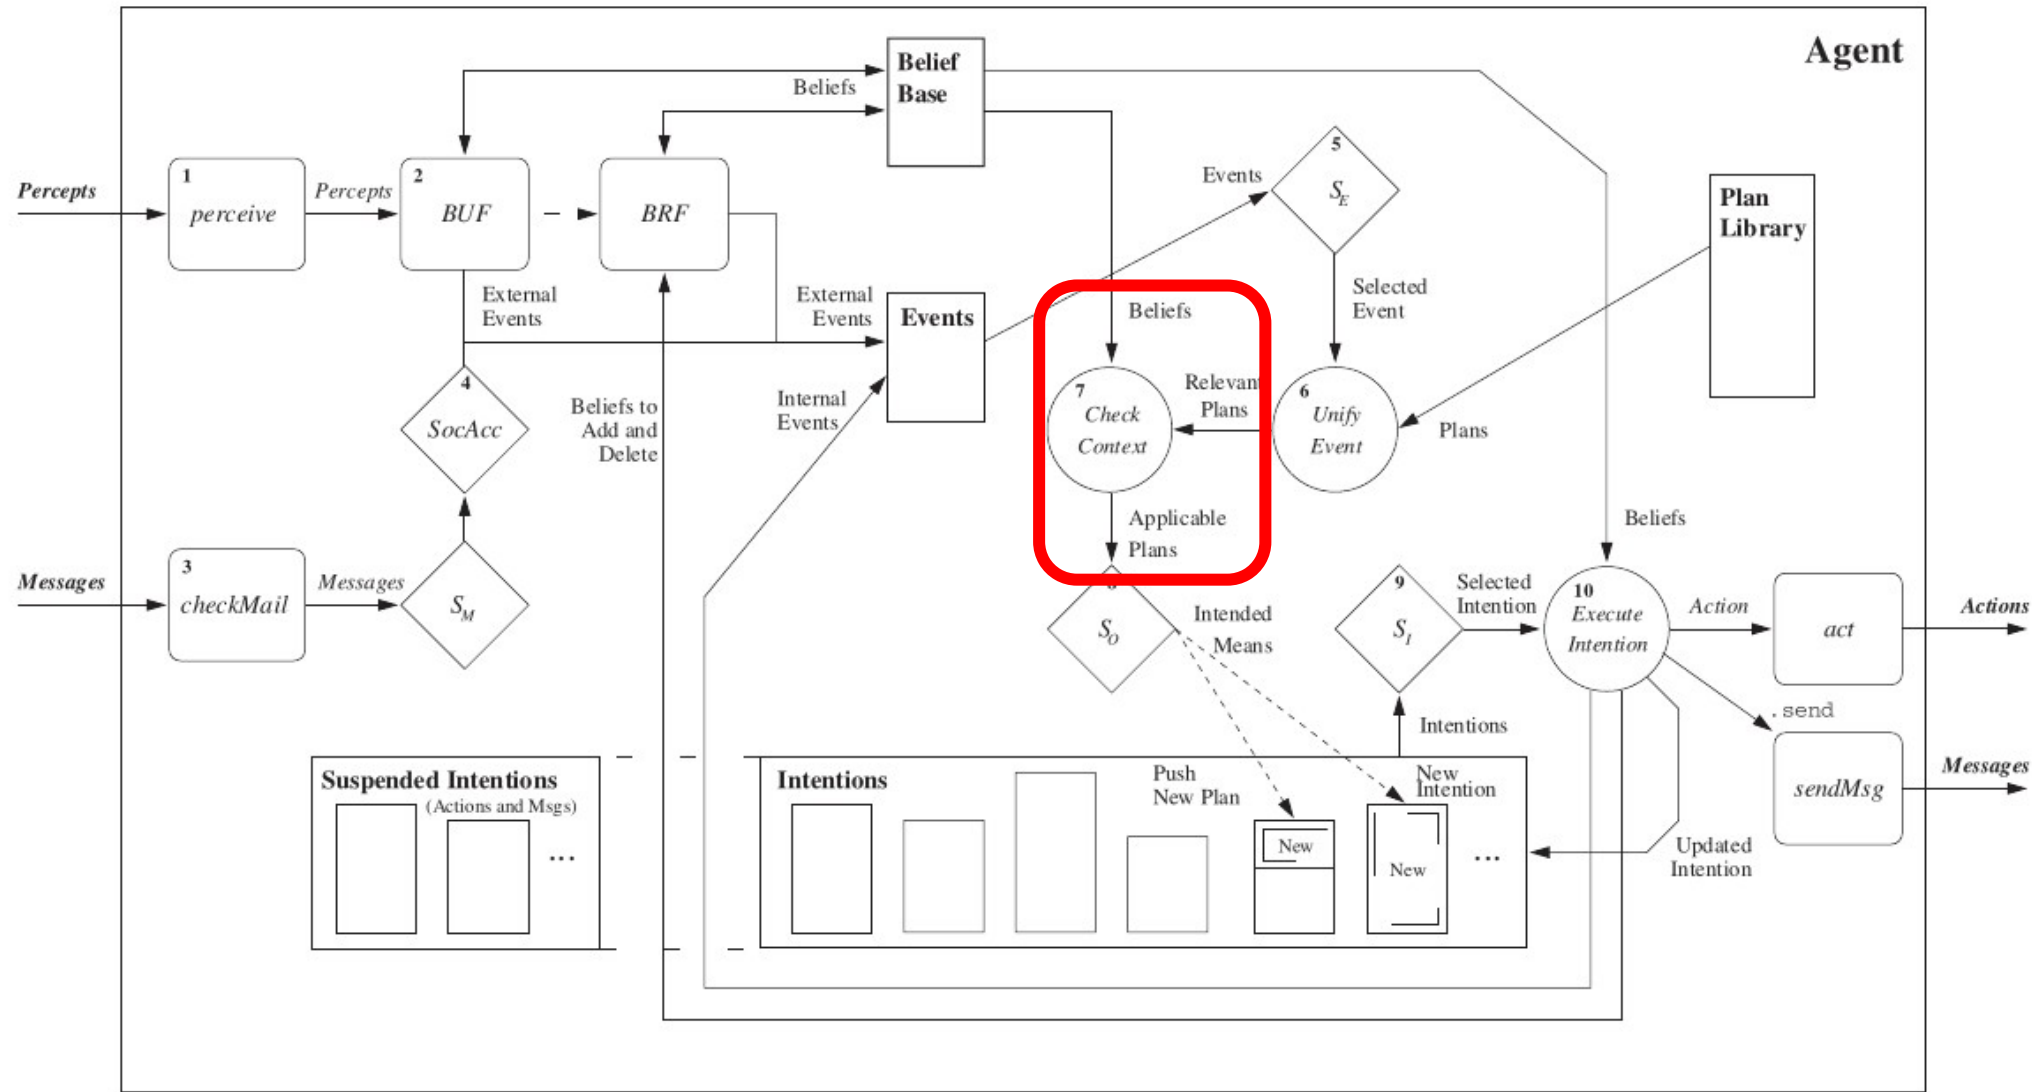 Agent
Belief
Base
Beliefs
5
S_E
Events
Plan
Library
Percepts
1
perceive
Percepts
2
BUF
BRF
External
Events
External
Events
Events
Beliefs
Selected
Event
4
SocAcc
Beliefs to
Add and
Delete
Internal
Events
7
Check
Context
Relevant
Plans
6
Unify
Event
Plans
Applicable
Plans
Beliefs
Messages
3
checkMail
Messages
S_M
S_O
Intended
Means
9
S_I
Selected
Intention
10
Execute
Intention
Action
act
Actions
.send
sendMsg
Messages
Intentions
Suspended Intentions
(Actions and Msgs)
...
Intentions
Push
New Plan
New
Intention
New
New
...
Updated
Intention